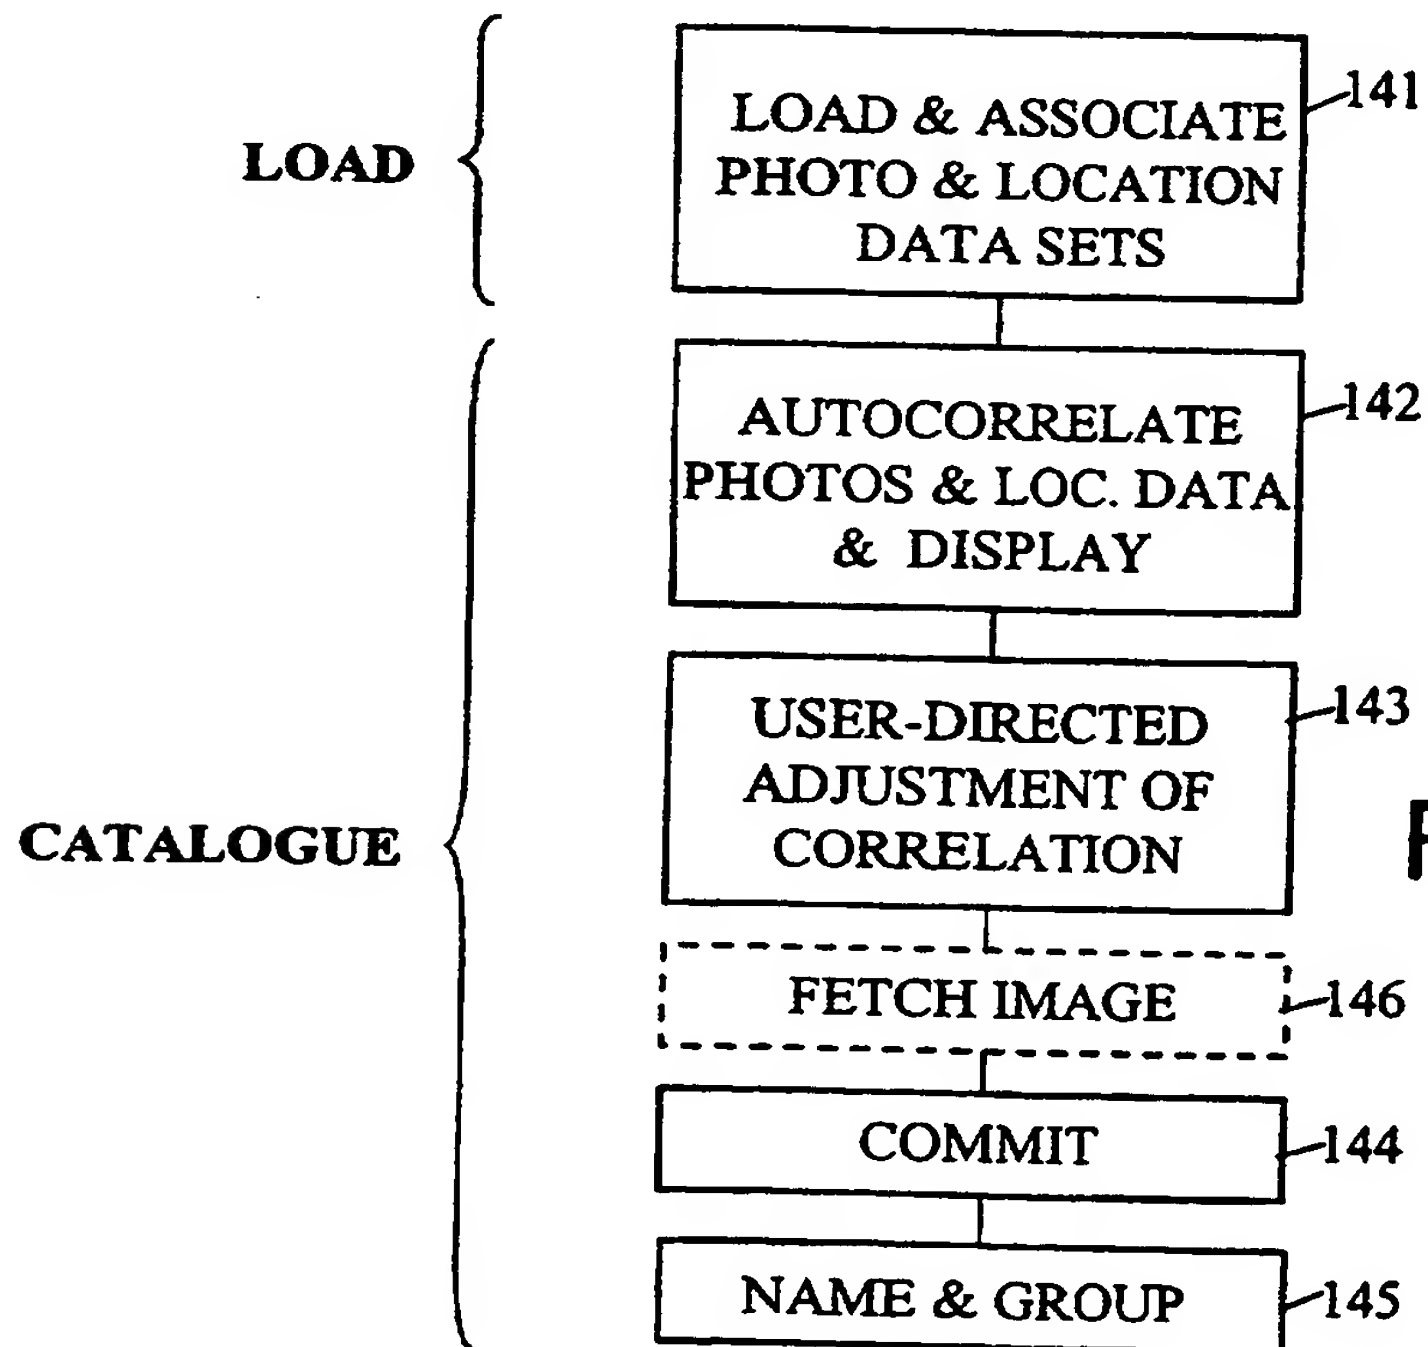 LOAD
LOAD & ASSOCIATE
PHOTO & LOCATION
DATA SETS
141
AUTOCORRELATE
PHOTOS & LOC. DATA
& DISPLAY
142
CATALOGUE
USER-DIRECTED
ADJUSTMENT OF
CORRELATION
143
FETCH IMAGE
146
COMMIT
144
NAME & GROUP
145